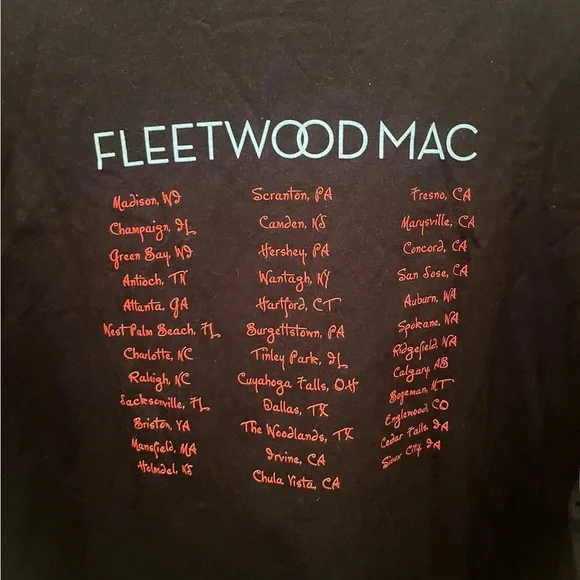 FLEETWOOD MAC
Madison, WI
Champaign, IL
Green Bay, WI
Antioch, TN
Atlanta, GA
West Palm Beach, FL
Charlotte, NC
Raleigh, NC
Jacksonville, FL
Bristow, VA
Mansfield, MA
Holmdel, NJ
Scranton, PA
Camden, NJ
Hershey, PA
Wantagh, NY
Hartford, CT
Burgettstown, PA
Tinley Park, IL
Cuyahoga Falls, OH
Dallas, TX
The Woodlands, TX
Irvine, CA
Chula Vista, CA
Fresno, CA
Marysville, CA
Concord, CA
San Jose, CA
Auburn, WA
Spokane, WA
Ridgefield, WA
Calgary, AB
Bozeman, MT
Englewood, CO
Cedar Falls, IA
Sioux City, IA